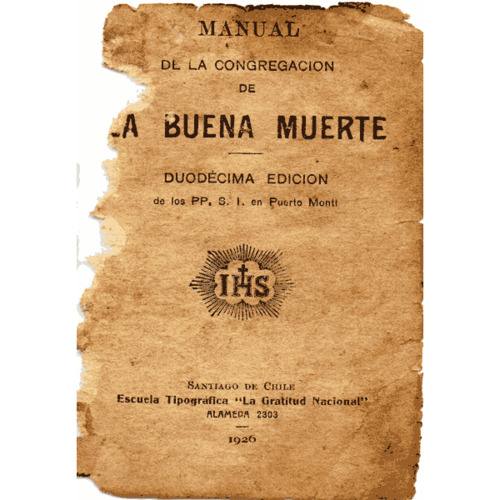 MANUAL
DE LA CONGREGACION
DE
LA BUENA MUERTE
DUODÉCIMA EDICION
de los PP. S. I. en Puerto Montt
IHS
SANTIAGO DE CHILE
Escuela Tipográfica "La Gratitud Nacional"
ALAMEDA 2303
1926